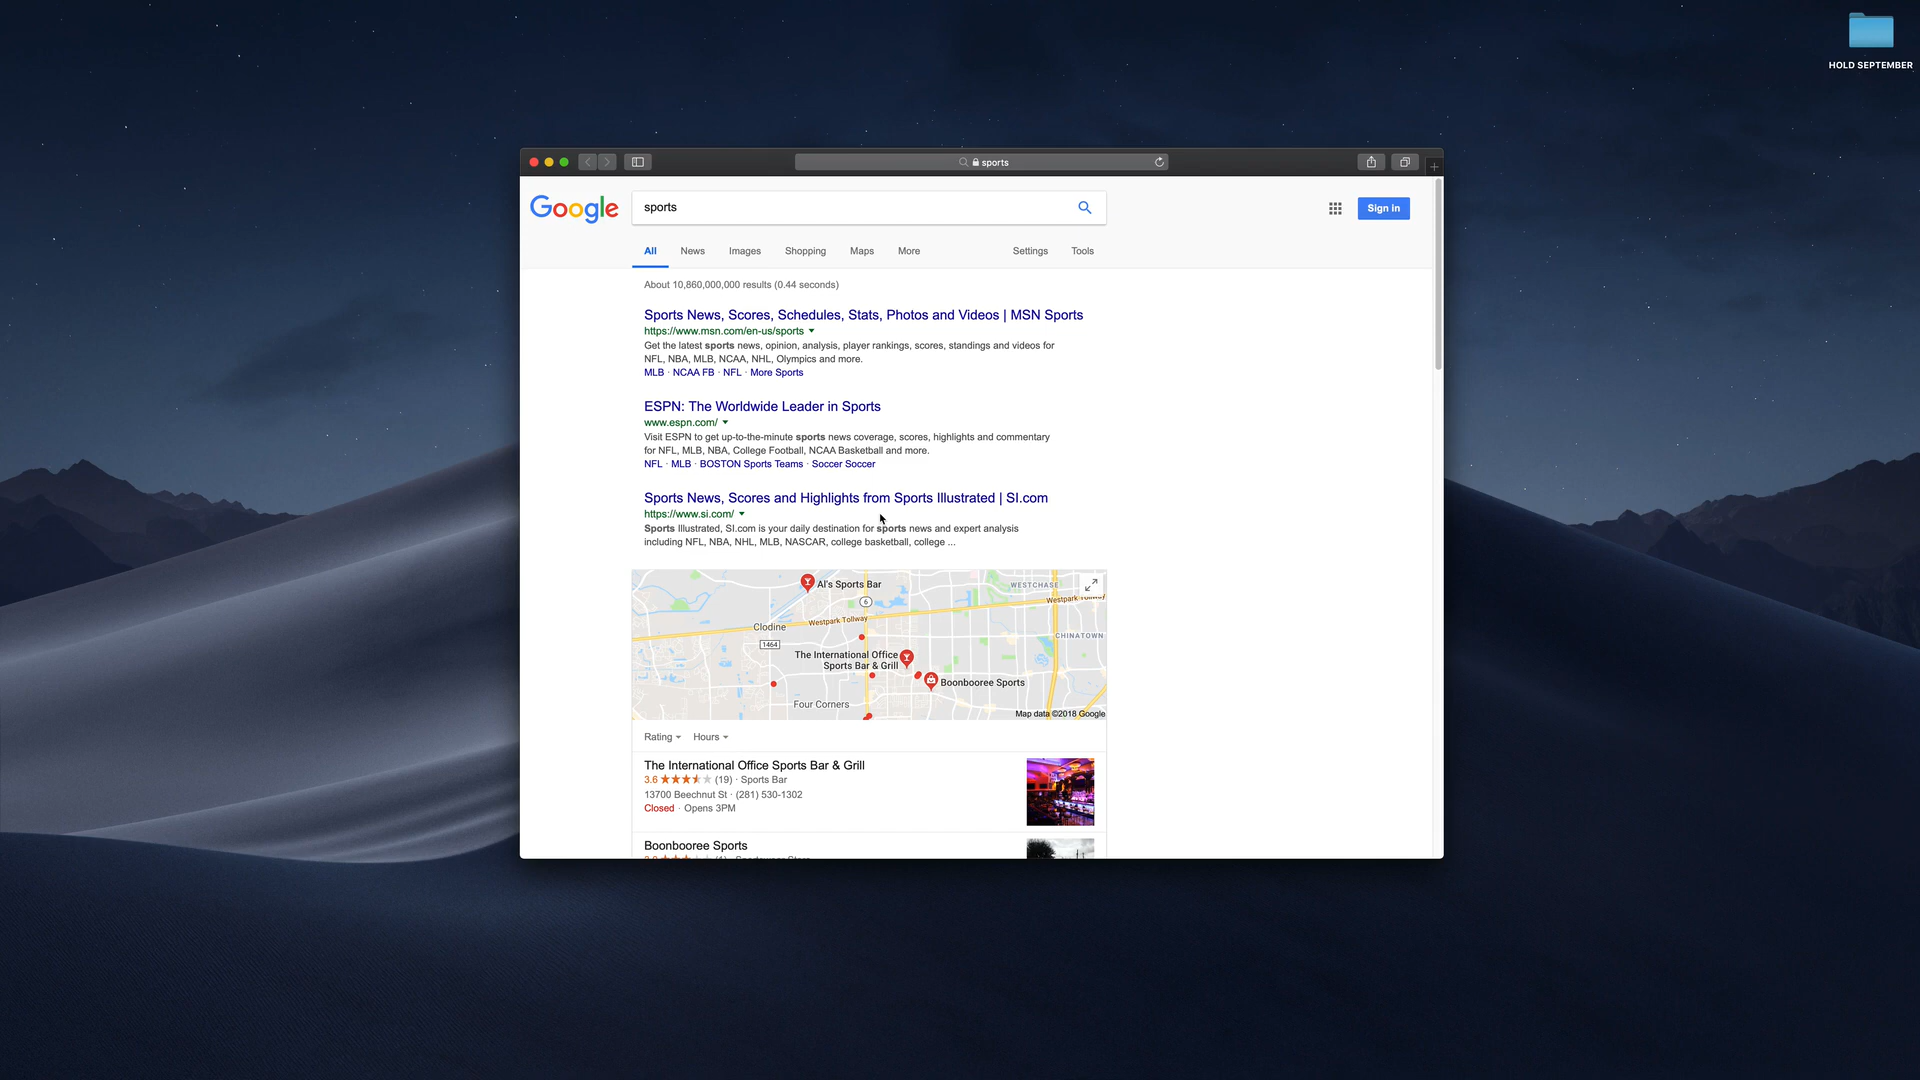 HOLD SEPTEMBER
sports
Google
sports
Sign in
All News Images Shopping Maps More Settings Tools
About 10,860,000,000 results (0.44 seconds)
Sports News, Scores, Schedules, Stats, Photos and Videos | MSN Sports
https://www.msn.com/en-us/sports
Get the latest sports news, opinion, analysis, player rankings, scores, standings and videos for
NFL, NBA, MLB, NCAA, NHL, Olympics and more.
MLB · NCAA FB · NFL · More Sports
ESPN: The Worldwide Leader in Sports
www.espn.com/
Visit ESPN to get up-to-the-minute sports news coverage, scores, highlights and commentary
for NFL, MLB, NBA, College Football, NCAA Basketball and more.
NFL · MLB · BOSTON Sports Teams · Soccer Soccer
Sports News, Scores and Highlights from Sports Illustrated | SI.com
https://www.si.com/
Sports Illustrated, SI.com is your daily destination for sports news and expert analysis
including NFL, NBA, NHL, MLB, NASCAR, college basketball, college ...
Al's Sports Bar
WESTCHASE
6
Westpark Tollway
Westpark Tollway
Clodine
CHINATOWN
1464
The International Office
Sports Bar & Grill
Boonbooree Sports
Four Corners
Map data ©2018 Google
Rating Hours
The International Office Sports Bar & Grill
3.6 (19) · Sports Bar
13700 Beechnut St · (281) 530-1302
Closed · Opens 3PM
Boonbooree Sports